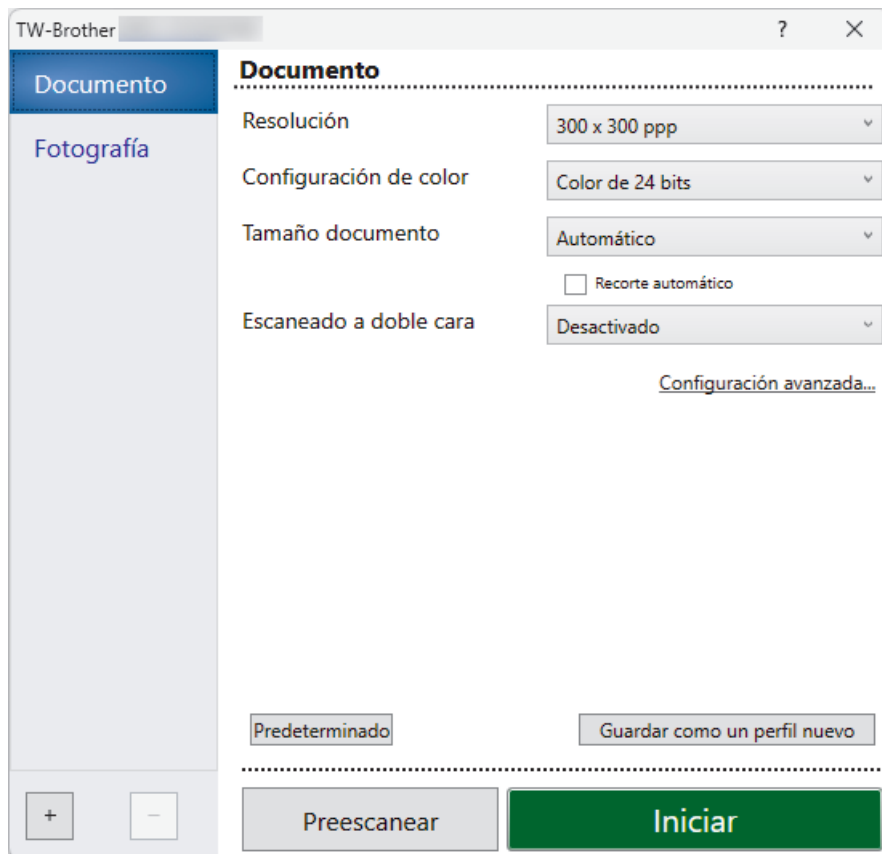 TW-Brother
?
Documento
Fotografía
Documento
Resolución
300 x 300 ppp
Configuración de color
Color de 24 bits
Tamaño documento
Automático
Recorte automático
Escaneado a doble cara
Desactivado
Configuración avanzada...
Predeterminado
Guardar como un perfil nuevo
+
−
Preescanear
Iniciar